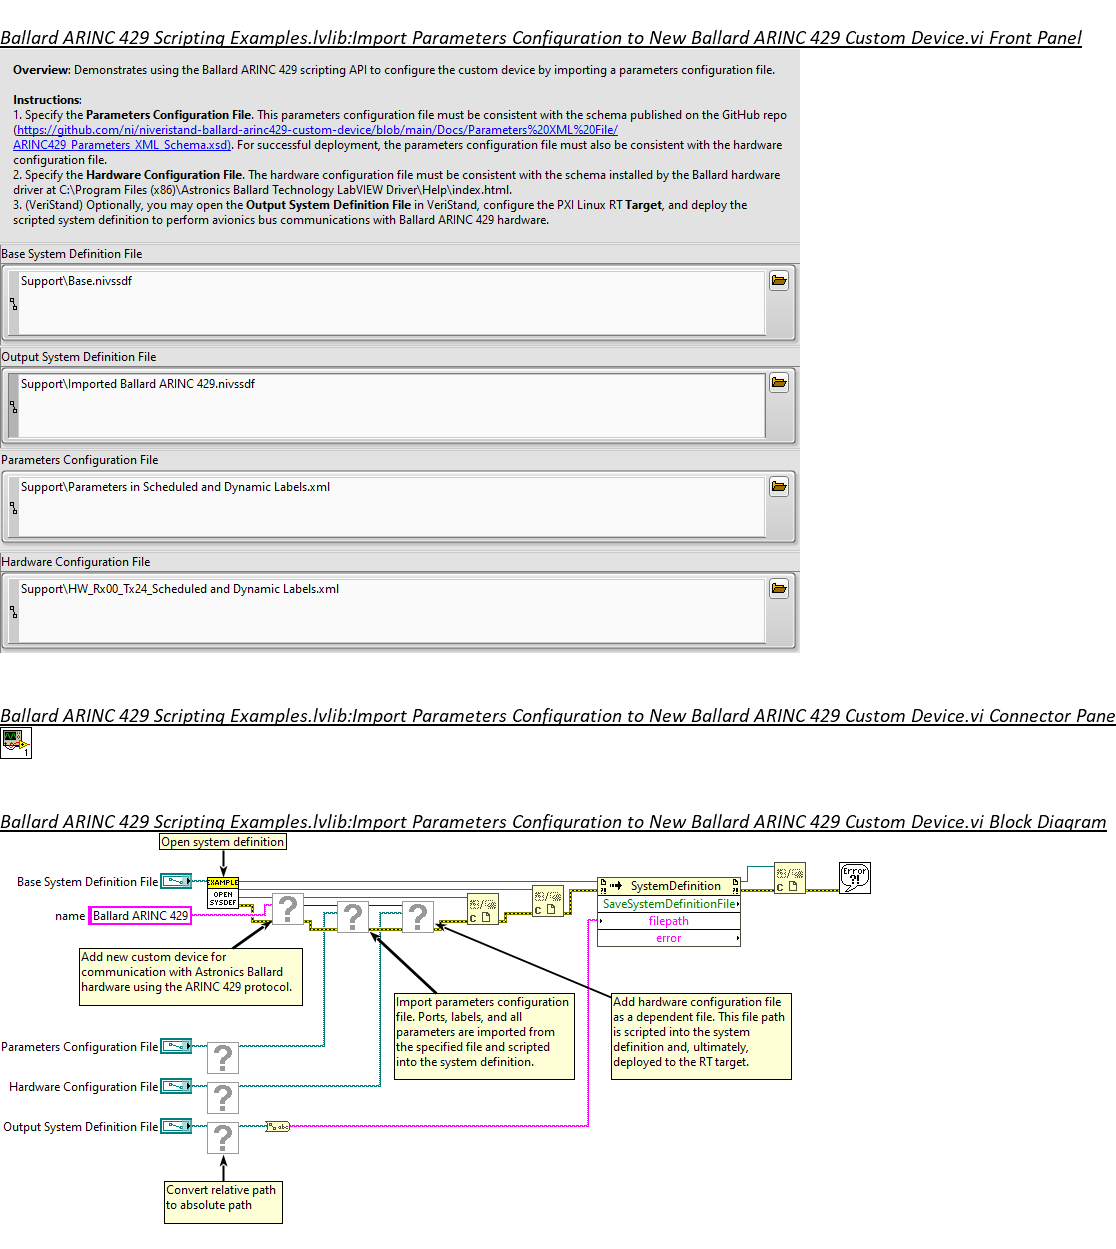 Ballard ARINC 429 Scripting Examples.lvlib:Import Parameters Configuration to New Ballard ARINC 429 Custom Device.vi Front Panel
Overview: Demonstrates using the Ballard ARINC 429 scripting API to configure the custom device by importing a parameters configuration file.
Instructions:
1. Specify the Parameters Configuration File. This parameters configuration file must be consistent with the schema published on the GitHub repo
(https://github.com/ni/niveristand-ballard-arinc429-custom-device/blob/main/Docs/Parameters%20XML%20File/
ARINC429_Parameters_XML_Schema.xsd). For successful deployment, the parameters configuration file must also be consistent with the hardware
configuration file.
2. Specify the Hardware Configuration File. The hardware configuration file must be consistent with the schema installed by the Ballard hardware
driver at C:\Program Files (x86)\Astronics Ballard Technology LabVIEW Driver\Help\index.html.
3. (VeriStand) Optionally, you may open the Output System Definition File in VeriStand, configure the PXI Linux RT Target, and deploy the
scripted system definition to perform avionics bus communications with Ballard ARINC 429 hardware.
Base System Definition File
Support\Base.nivssdf
Output System Definition File
Support\Imported Ballard ARINC 429.nivssdf
Parameters Configuration File
Support\Parameters in Scheduled and Dynamic Labels.xml
Hardware Configuration File
Support\HW_Rx00_Tx24_Scheduled and Dynamic Labels.xml
Ballard ARINC 429 Scripting Examples.lvlib:Import Parameters Configuration to New Ballard ARINC 429 Custom Device.vi Connector Pane
1
Ballard ARINC 429 Scripting Examples.lvlib:Import Parameters Configuration to New Ballard ARINC 429 Custom Device.vi Block Diagram
Open system definition
Base System Definition File
EXAMPLE
OPEN
SYSDEF
name
Ballard ARINC 429
?
?
?
C
C
SystemDefinition
SaveSystemDefinitionFile
filepath
error
C
Error
?!
Add new custom device for
communication with Astronics Ballard
hardware using the ARINC 429 protocol.
Import parameters configuration
file. Ports, labels, and all
parameters are imported from
the specified file and scripted
into the system definition.
Add hardware configuration file
as a dependent file. This file path
is scripted into the system
definition and, ultimately,
deployed to the RT target.
Parameters Configuration File
?
Hardware Configuration File
?
Output System Definition File
?
abc
Convert relative path
to absolute path